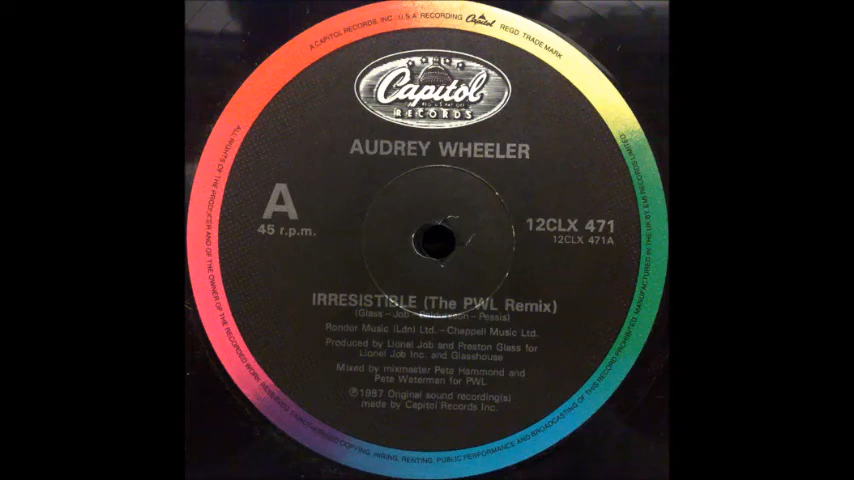 A CAPITOL RECORDS, INC. U.S.A. RECORDING Capitol REGD. TRADE MARK
Capitol
RECORDS
AUDREY WHEELER
A
45 r.p.m.
12CLX 471
12CLX 471A
IRRESISTIBLE (The PWL Remix)
(Glass – Job – – Pessis)
Rondor Music (Ldn) Ltd. – Chappell Music Ltd.
Produced by Lionel Job and Preston Glass for
Lionel Job Inc. and Glasshouse
Mixed by mixmaster Pete Hammond and
Pete Waterman for PWL
℗1987 Original sound recording(s)
made by Capitol Records Inc.
MANUFACTURED IN THE UK BY EMI RECORDS LIMITED
ALL RIGHTS OF THE PRODUCER AND OF THE OWNER OF THE RECORDED WORK RESERVED. UNAUTHORISED COPYING, HIRING, RENTING, PUBLIC PERFORMANCE AND BROADCASTING OF THIS RECORD PROHIBITED.